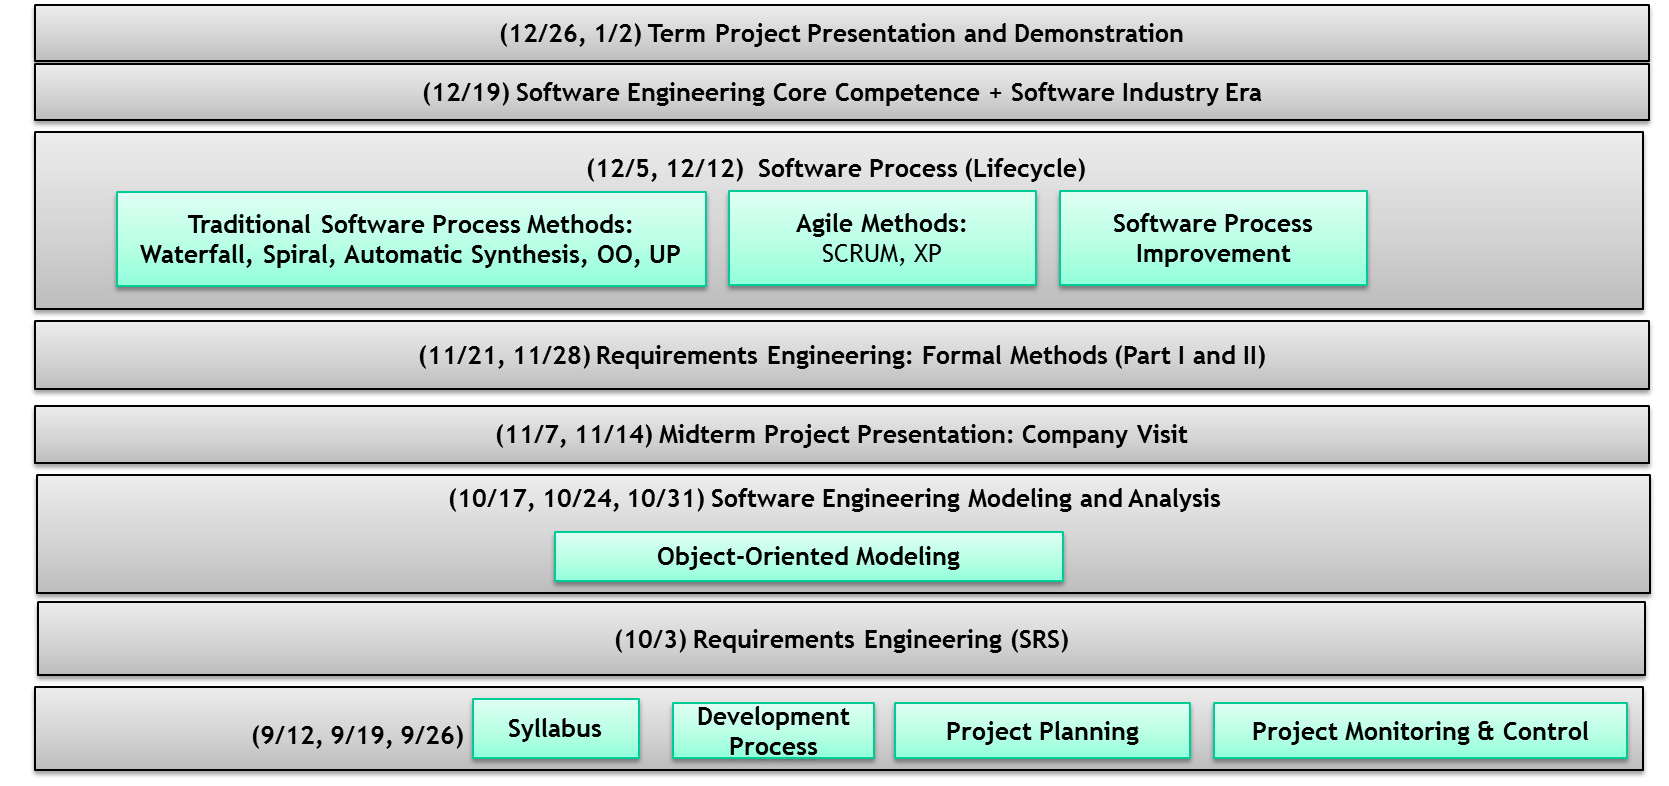 (12/26, 1/2) Term Project Presentation and Demonstration
(12/19) Software Engineering Core Competence + Software Industry Era
(12/5, 12/12) Software Process (Lifecycle)
Traditional Software Process Methods:
Waterfall, Spiral, Automatic Synthesis, OO, UP
Agile Methods:
SCRUM, XP
Software Process
Improvement
(11/21, 11/28) Requirements Engineering: Formal Methods (Part I and II)
(11/7, 11/14) Midterm Project Presentation: Company Visit
(10/17, 10/24, 10/31) Software Engineering Modeling and Analysis
Object-Oriented Modeling
(10/3) Requirements Engineering (SRS)
(9/12, 9/19, 9/26)
Syllabus
Development
Process
Project Planning
Project Monitoring & Control